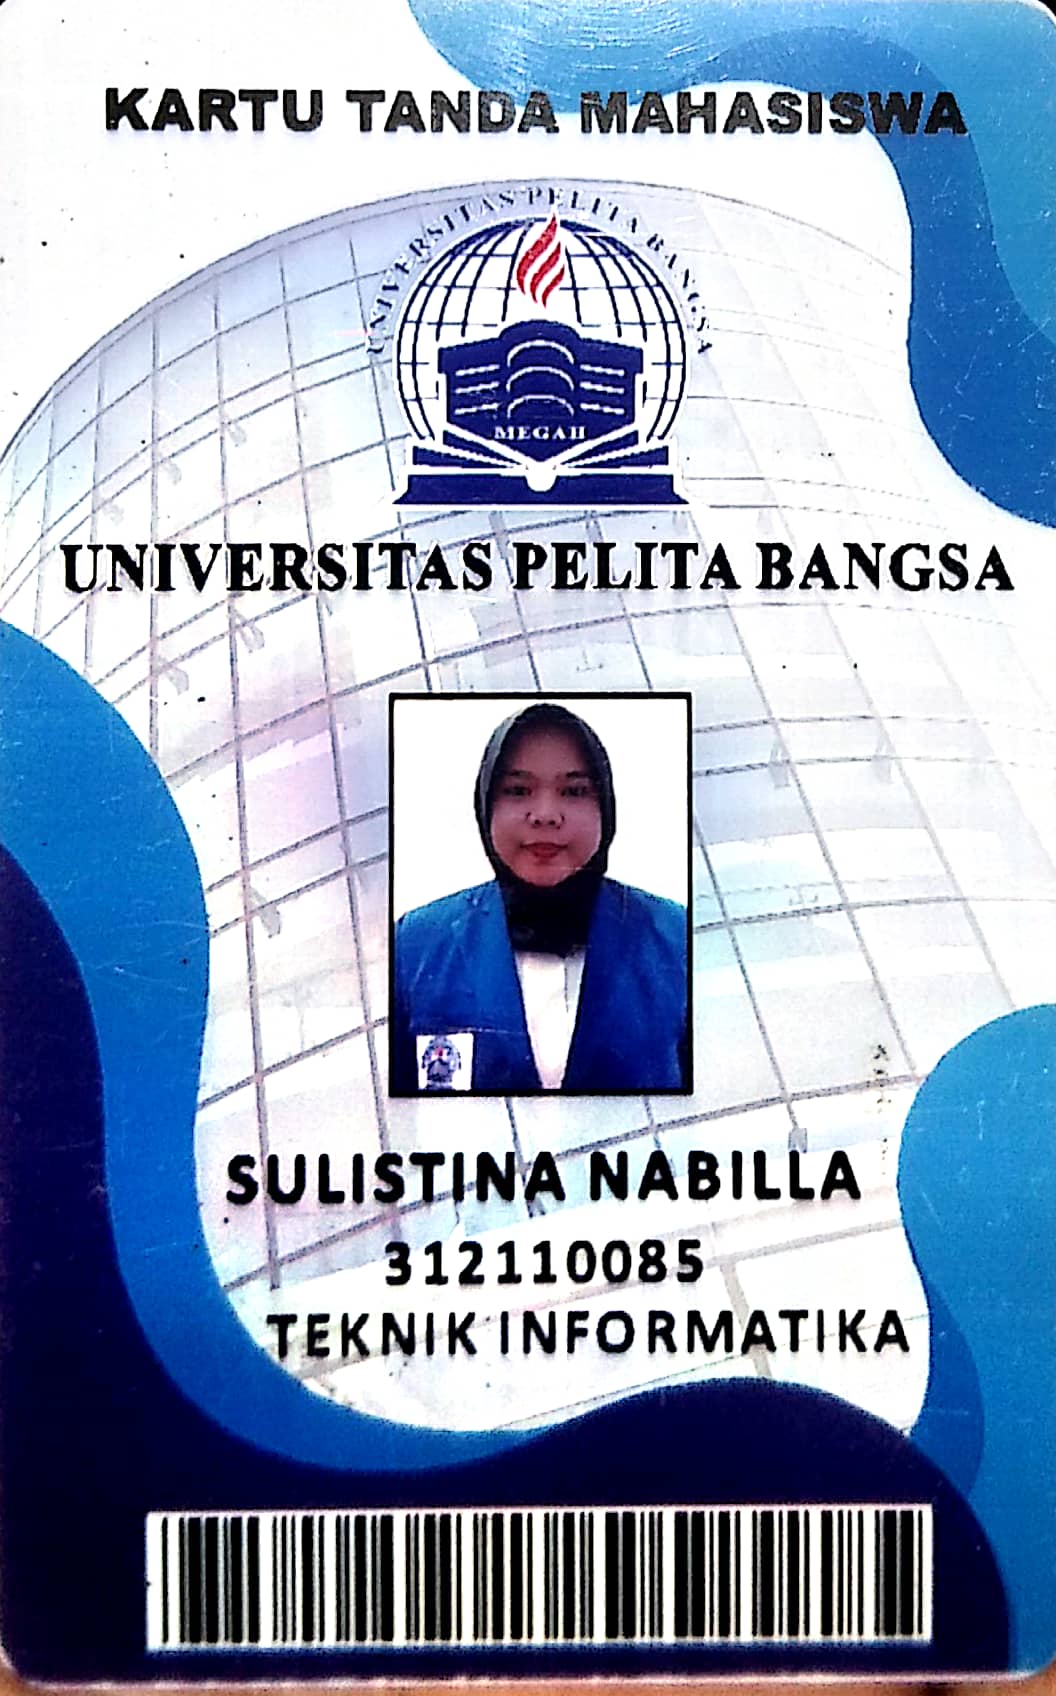 KARTU TANDA MAHASISWA
UNIVERSITAS PELITA BANGSA
MEGAH
UNIVERSITAS PELITA BANGSA
SULISTINA NABILLA
312110085
TEKNIK INFORMATIKA